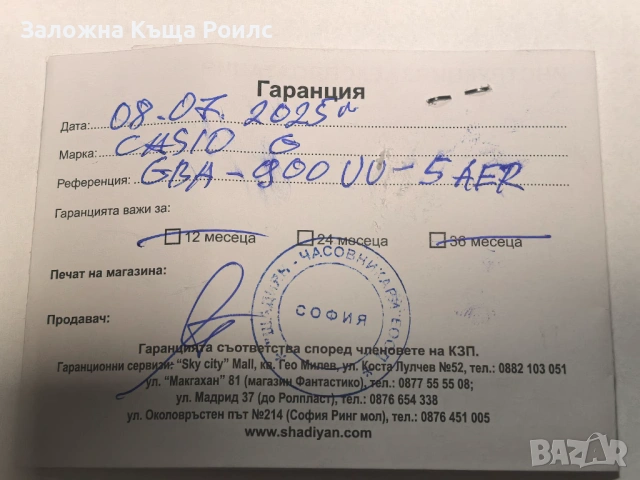 Заложна Къща Роилс
Гаранция
Дата: 08.07.2025г
Марка: CASIO G
Референция: GBA-900UU-5AER
Гаранцията важи за:
12 месеца 24 месеца 36 месеца
Печат на магазина:
Продавач:
СОФИЯ
Гаранцията съответства според членовете на КЗП.
Гаранционни сервизи: "Sky city" Mall, кв. Гео Милев, ул. Коста Лулчев №52, тел.: 0882 103 051
ул. "Макгахан" 81 (магазин Фантастико), тел.: 0877 55 55 08;
ул. Мадрид 37 (до Ролпласт), тел.: 0876 654 338
ул. Околовръстен път №214 (София Ринг мол), тел.: 0876 451 005
www.shadiyan.com
BAZAR